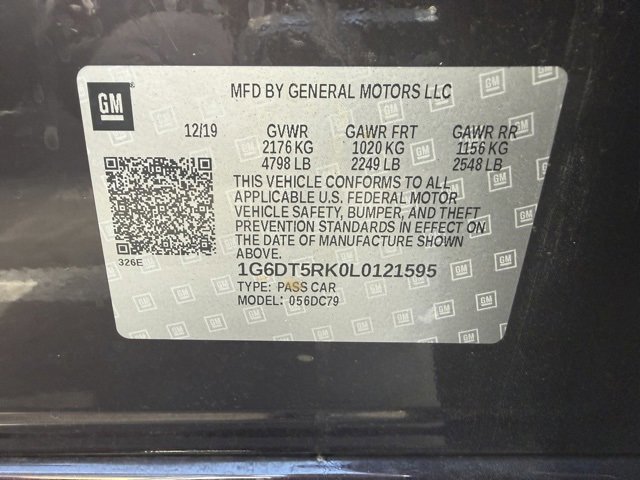 GM
MFD BY GENERAL MOTORS LLC
12/19 GVWR GAWR FRT GAWR RR
2176 KG 1020 KG 1156 KG
4798 LB 2249 LB 2548 LB
THIS VEHICLE CONFORMS TO ALL
APPLICABLE U.S. FEDERAL MOTOR
VEHICLE SAFETY, BUMPER, AND THEFT
PREVENTION STANDARDS IN EFFECT ON
THE DATE OF MANUFACTURE SHOWN
ABOVE.
326E
1G6DT5RK0L0121595
TYPE: PASS CAR
MODEL: 056DC79